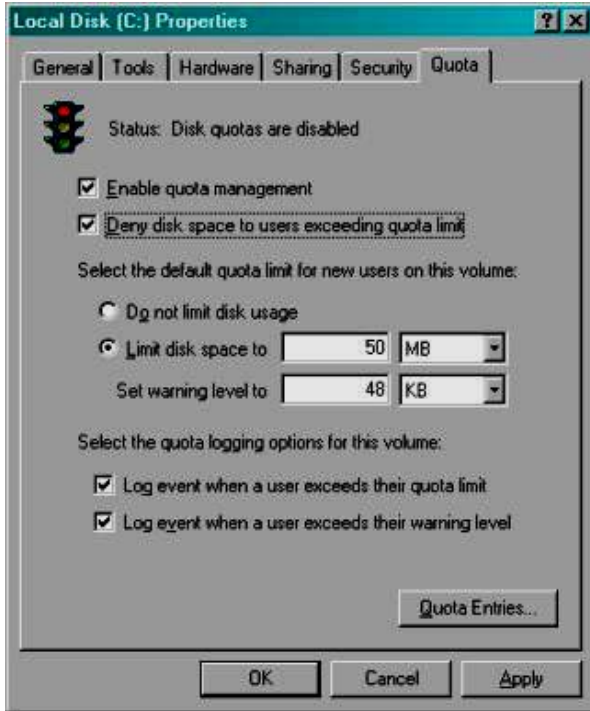 Local Disk (C:) Properties
General Tools Hardware Sharing Security Quota
Status: Disk quotas are disabled
Enable quota management
Deny disk space to users exceeding quota limit
Select the default quota limit for new users on this volume:
Do not limit disk usage
Limit disk space to 50 MB
Set warning level to 48 KB
Select the quota logging options for this volume:
Log event when a user exceeds their quota limit
Log event when a user exceeds their warning level
Quota Entries...
OK Cancel Apply